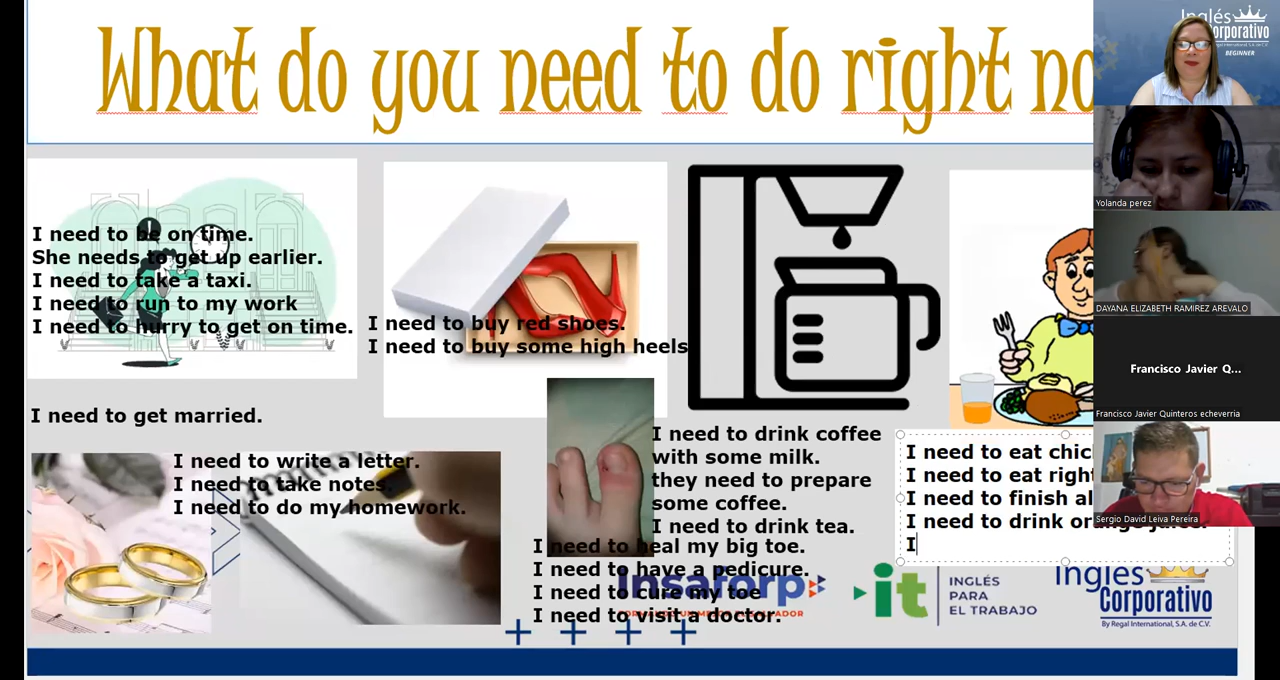 What do you need to do right no
I need to be on time.
She needs to get up earlier.
I need to take a taxi.
I need to run to my work
I need to hurry to get on time.
I need to buy red shoes.
I need to buy some high heels
I need to get married.
I need to write a letter.
I need to take notes.
I need to do my homework.
I need to drink coffee
with some milk.
they need to prepare
some coffee.
I need to drink tea.
I need to heal my big toe.
I need to have a pedicure.
I need to cure my toe
I need to visit a doctor.
I need to eat chic
I need to eat right
I need to finish al
I need to drink orange juice.
I
Insaforp
it
INGLÉS
PARA
EL TRABAJO
Inglés
Corporativo
By Regal International, S.A. de C.V.
Inglés
Corporativo
BEGINNER
Yolanda perez
DAYANA ELIZABETH RAMIREZ AREVALO
Francisco Javier Q...
Francisco Javier Quinteros echeverria
Sergio David Leiva Pereira